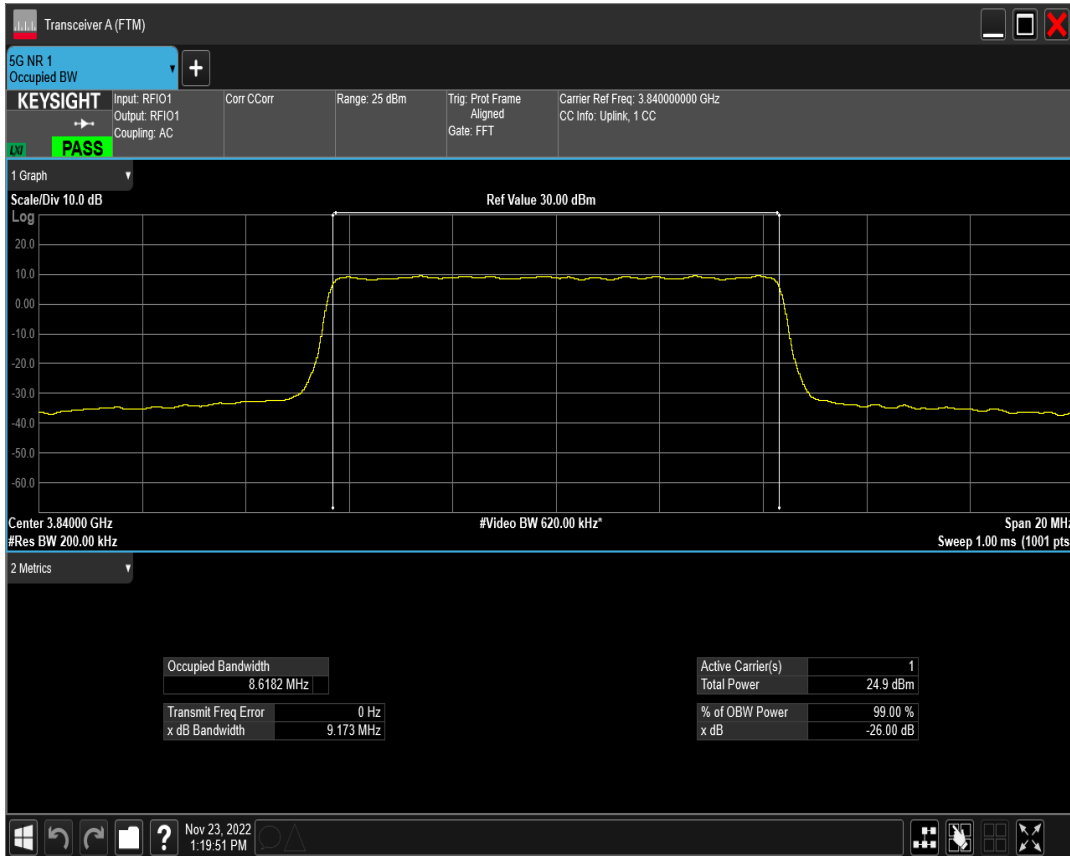 Transceiver A (FTM)
5G NR 1
Occupied BW
+
KEYSIGHT
LXI
PASS
Input: RFIO1
Output: RFIO1
Coupling: AC
Corr CCorr
Range: 25 dBm
Trig: Prot Frame
Aligned
Gate: FFT
Carrier Ref Freq: 3.840000000 GHz
CC Info: Uplink, 1 CC
1 Graph
Scale/Div 10.0 dB
Ref Value 30.00 dBm
Log
20.0
10.0
0.00
-10.0
-20.0
-30.0
-40.0
-50.0
-60.0
Center 3.84000 GHz
#Video BW 620.00 kHz*
Span 20 MHz
#Res BW 200.00 kHz
Sweep 1.00 ms (1001 pts
2 Metrics
Occupied Bandwidth
8.6182 MHz
Transmit Freq Error 0 Hz
x dB Bandwidth 9.173 MHz
Active Carrier(s) 1
Total Power 24.9 dBm
% of OBW Power 99.00 %
x dB -26.00 dB
?
Nov 23, 2022
1:19:51 PM